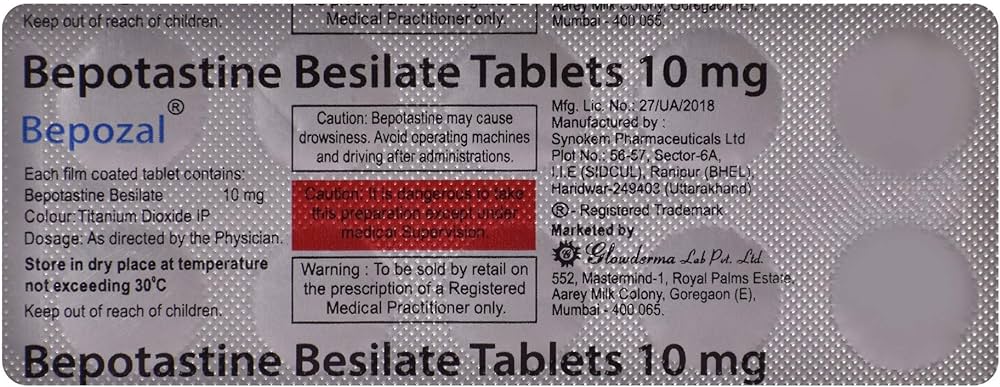 Keep out of reach of children.
Medical Practitioner only.
Aarey Milk Colony, Goregaon (E),
Mumbai - 400 065.
Bepotastine Besilate Tablets 10 mg
Bepozal®
Each film coated tablet contains:
Bepotastine Besilate 10 mg
Colour: Titanium Dioxide IP
Dosage: As directed by the Physician.
Store in dry place at temperature
not exceeding 30°C
Keep out of reach of children.
Caution: Bepotastine may cause
drowsiness. Avoid operating machines
and driving after administrations.
Caution: It is dangerous to take
this preparation except under
medical Supervision.
Warning : To be sold by retail on
the prescription of a Registered
Medical Practitioner only.
Mfg. Lic. No.: 27/UA/2018
Manufactured by :
Synokem Pharmaceuticals Ltd
Plot No.: 56-57, Sector-6A,
I.I.E (SIDCUL), Ranipur (BHEL),
Haridwar-249403 (Uttarakhand)
® - Registered Trademark
Marketed by
Glowderma Lab Pvt. Ltd.
552, Mastermind-1, Royal Palms Estate,
Aarey Milk Colony, Goregaon (E),
Mumbai - 400 065.
Bepotastine Besilate Tablets 10 mg